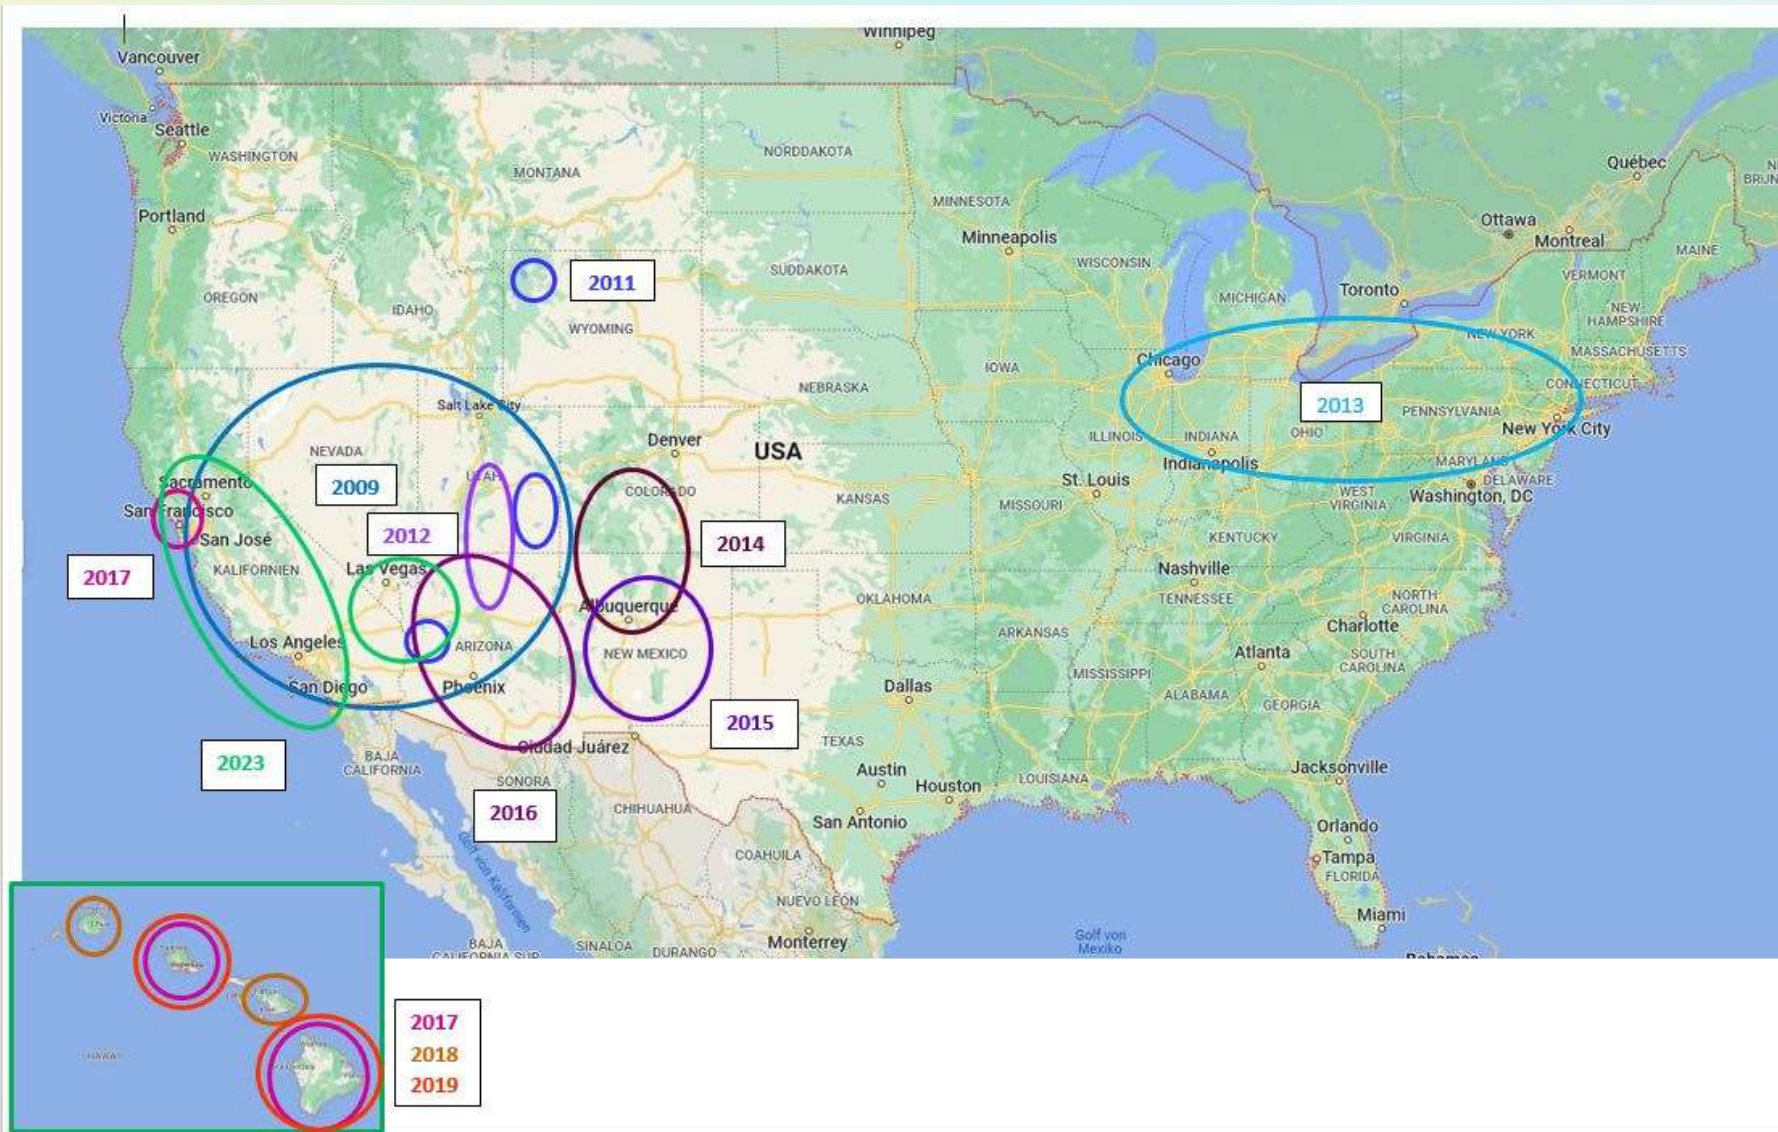 Winnipeg
Vancouver
Victoria
Seattle
WASHINGTON
NORDDAKOTA
MONTANA
Québec
MINNESOTA
Portland
Ottawa
Montreal
Minneapolis
MAINE
WISCONSIN
SÜDDAKOTA
VERMONT
2011
Toronto
MICHIGAN
OREGON
IDAHO
NEW
HAMPSHIRE
WYOMING
NEW YORK
MASSACHUSETTS
Chicago
IOWA
NEBRASKA
CONNECTICUT
Salt Lake City
2013
PENNSYLVANIA
New York City
Denver
USA
ILLINOIS
INDIANA
OHIO
NEVADA
Indianapolis
MARYLAND
UTAH
St. Louis
DELAWARE
Sacramento
2009
COLORADO
KANSAS
MISSOURI
WEST
VIRGINIA
Washington, DC
San Francisco
2012
San José
2014
KENTUCKY
VIRGINIA
KALIFORNIEN
Las Vegas
Nashville
2017
TENNESSEE
OKLAHOMA
NORTH
CAROLINA
Albuquerque
Charlotte
Los Angeles
ARIZONA
NEW MEXICO
ARKANSAS
Atlanta
SOUTH
CAROLINA
San Diego
Phoenix
Dallas
MISSISSIPPI
ALABAMA
GEORGIA
2015
Ciudad Juárez
TEXAS
2023
BAJA
CALIFORNIA
SONORA
Austin
Houston
LOUISIANA
Jacksonville
CHIHUAHUA
2016
San Antonio
Orlando
Golf von Kalifornien
COAHUILA
Tampa
FLORIDA
NUEVO LEÓN
Miami
BAJA
CALIFORNIA SUR
SINALOA
DURANGO
Monterrey
Golf von
Mexiko
Bahamas
HAWAII
2017
2018
2019